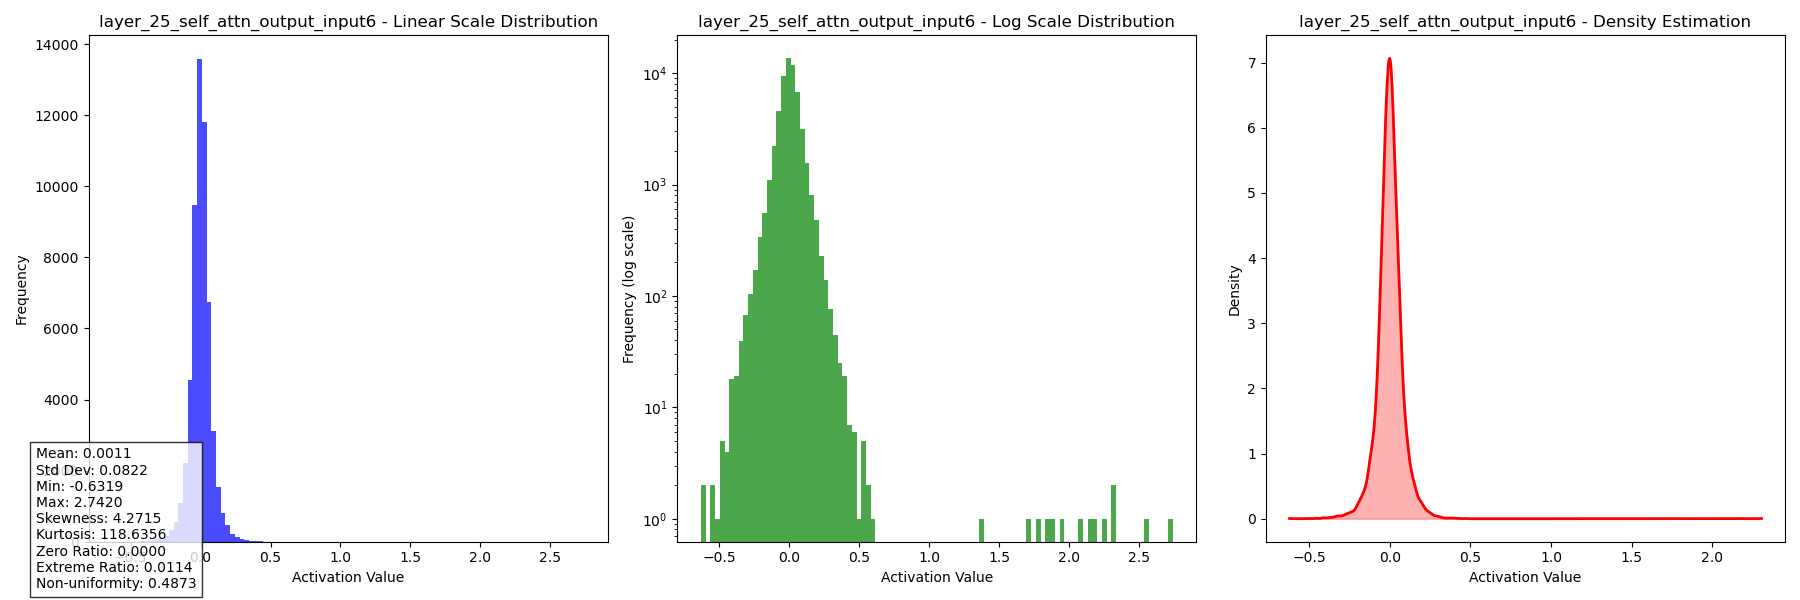 layer_25_self_attn_output_input6 - Linear Scale Distribution
14000
12000
10000
8000
6000
4000
Frequency
0.0
0.5
1.0
1.5
2.0
2.5
Activation Value
Mean: 0.0011
Std Dev: 0.0822
Min: -0.6319
Max: 2.7420
Skewness: 4.2715
Kurtosis: 118.6356
Zero Ratio: 0.0000
Extreme Ratio: 0.0114
Non-uniformity: 0.4873
layer_25_self_attn_output_input6 - Log Scale Distribution
10^4
10^3
10^2
10^1
10^0
Frequency (log scale)
−0.5
0.0
0.5
1.0
1.5
2.0
2.5
Activation Value
layer_25_self_attn_output_input6 - Density Estimation
7
6
5
4
3
2
1
0
Density
−0.5
0.0
0.5
1.0
1.5
2.0
Activation Value